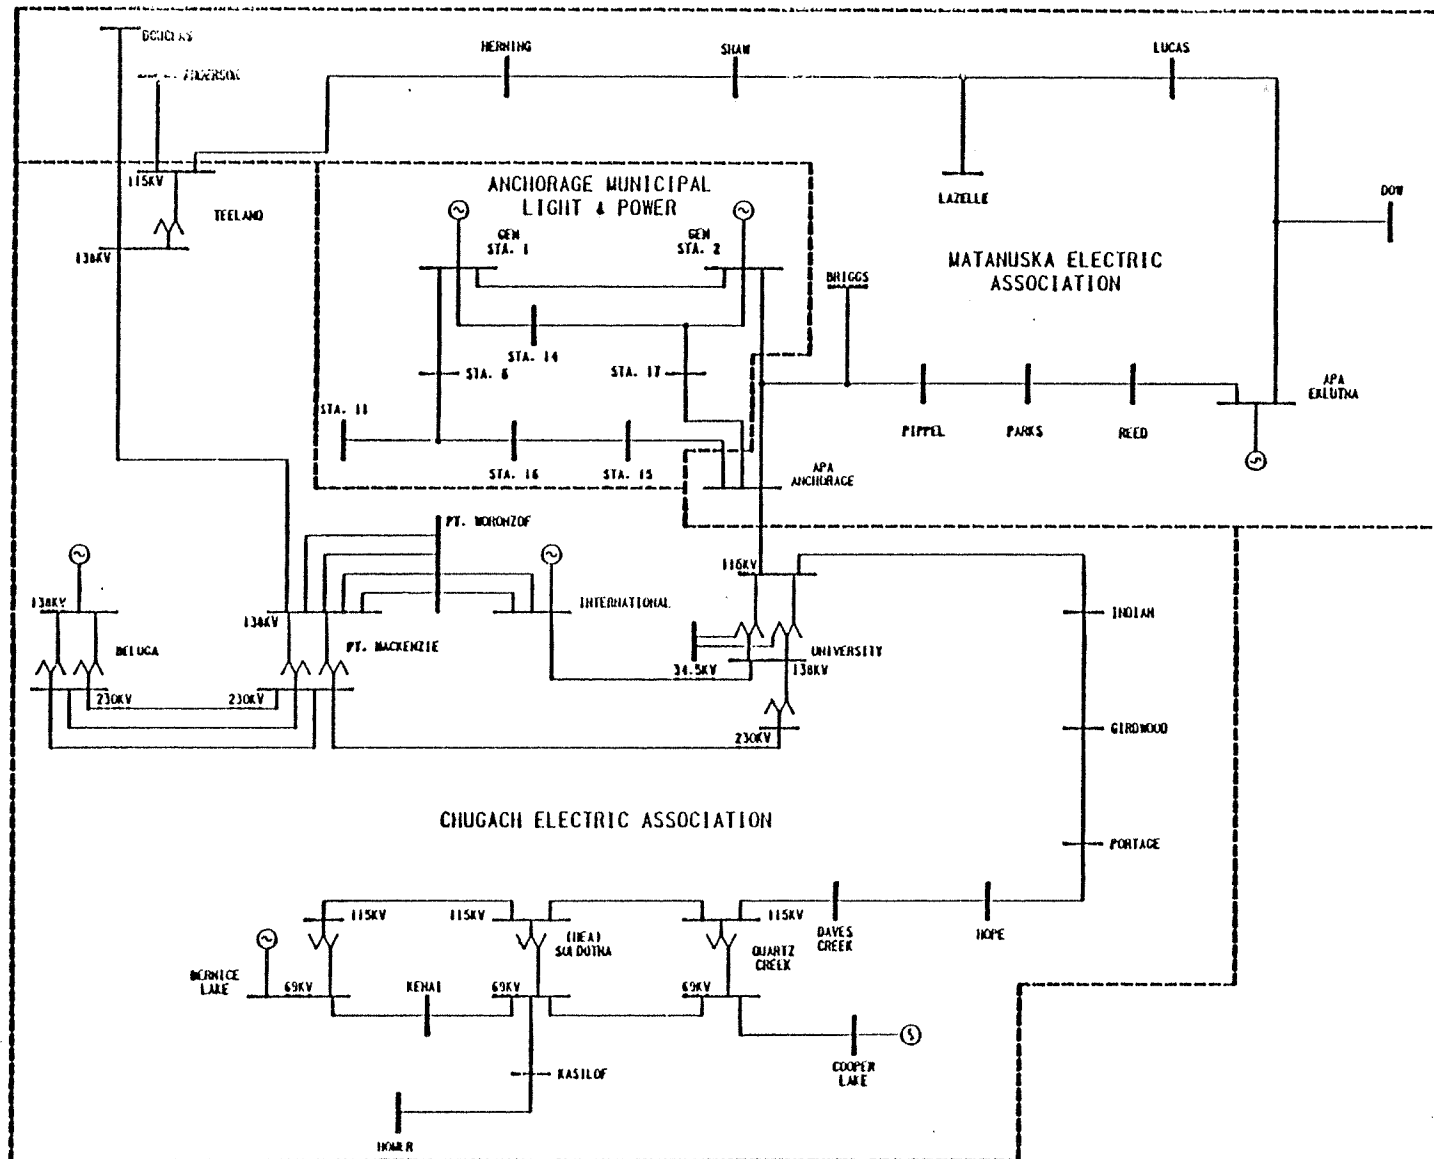 DOUGLAS
ANDERSON
HERNING
SHAW
LUCAS
115KV
TEELAND
138KV
ANCHORAGE MUNICIPAL
LIGHT & POWER
GEN
STA. 1
GEN
STA. 2
LAZELLE
DOW
MATANUSKA ELECTRIC
ASSOCIATION
BRIGGS
STA. 14
STA. 6
STA. 17
STA. 11
STA. 16
STA. 15
APA
ANCHORAGE
PIPPEL
PARKS
REED
APA
EKLUTNA
PT. WORONZOF
138KV
BELUGA
230KV
138KV
PT. MACKENZIE
230KV
INTERNATIONAL
115KV
UNIVERSITY
34.5KV
138KV
230KV
INDIAN
GIRDWOOD
PORTAGE
CHUGACH ELECTRIC ASSOCIATION
115KV
115KV
(HEA)
SOLDOTNA
115KV
QUARTZ
CREEK
DAVES
CREEK
HOPE
BERNICE
LAKE
69KV
KENAI
69KV
69KV
COOPER
LAKE
KASILOF
HOMER